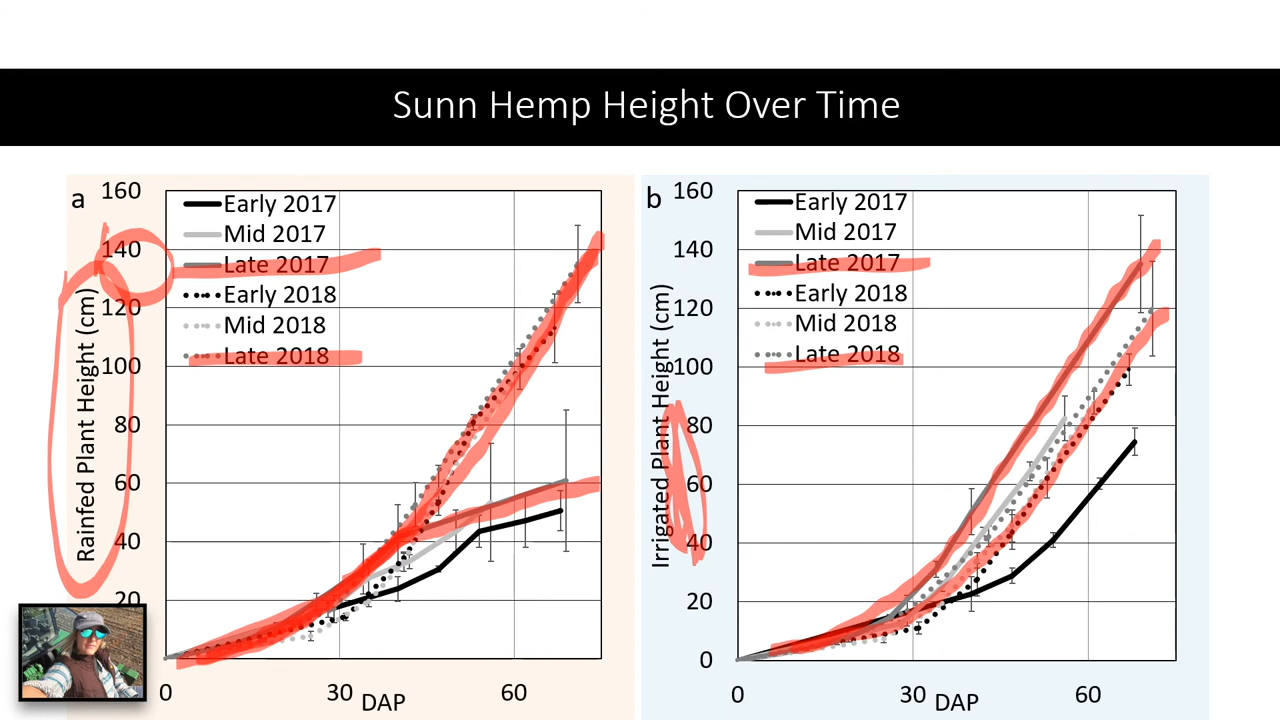 Sunn Hemp Height Over Time
a
160
140
120
100
80
60
40
20
Rainfed Plant Height (cm)
Early 2017
Mid 2017
Late 2017
Early 2018
Mid 2018
Late 2018
0
30
60
DAP
b
160
140
120
100
80
60
40
20
0
Irrigated Plant Height (cm)
Early 2017
Mid 2017
Late 2017
Early 2018
Mid 2018
Late 2018
0
30
60
DAP